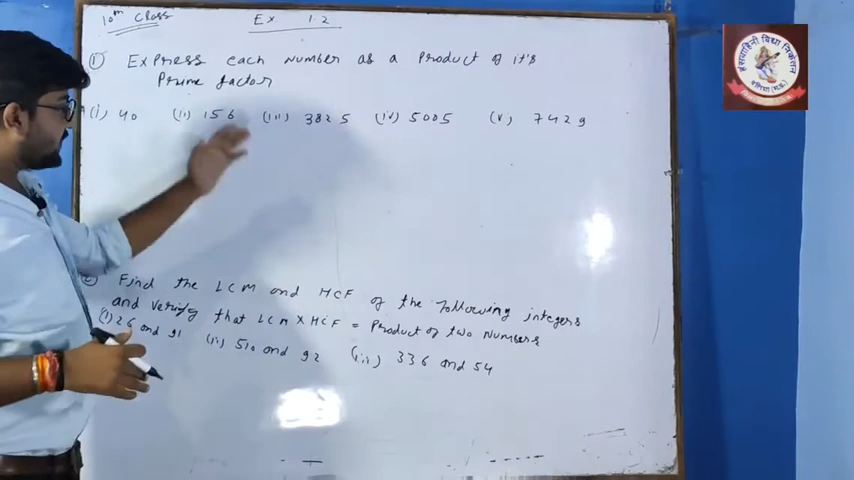 10th Class Ex 1.2
① Express each Number as a Product of it's
Prime factor
(i) 40 (ii) 156 (iii) 3825 (iv) 5005 (v) 7429
Find the LCM and HCF of the following integers
and verify that LCM X HCF = Product of two Numbers
(i) 26 and 91 (ii) 510 and 92 (iii) 336 and 54
हंसवाहिनी विद्या निकेतन